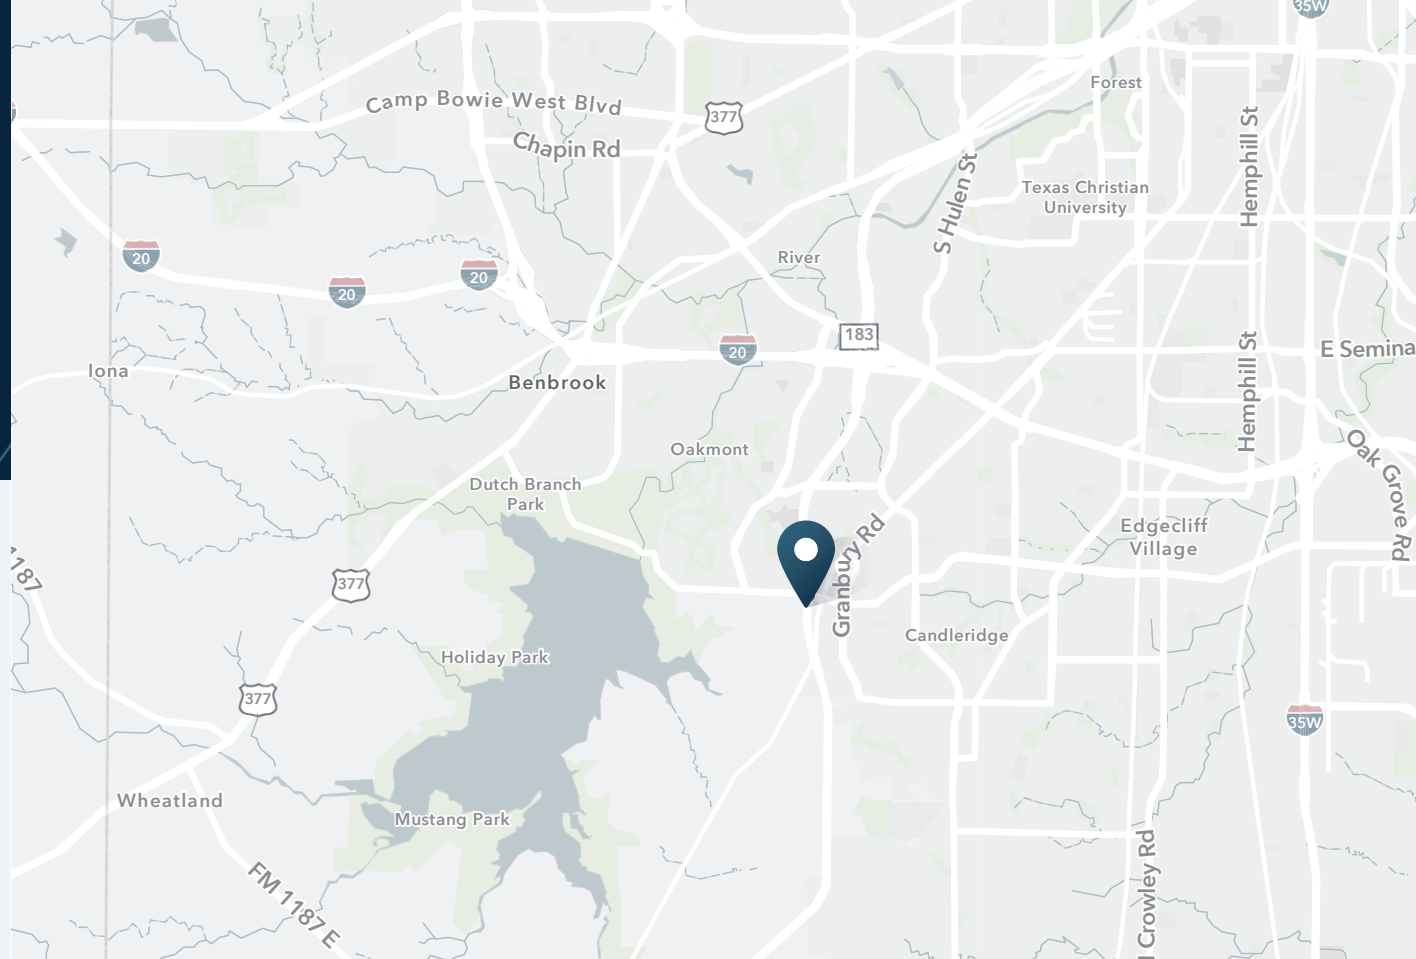 35W
Camp Bowie West Blvd
377
Forest
Chapin Rd
Hemphill St
Texas Christian
University
S Hulen St
20
20
20
River
183
20
Iona
Benbrook
E Semina
Hemphill St
Oakmont
Oak Grove Rd
Dutch Branch
Park
Granbury Rd
Edgecliff
Village
1187
377
Candleridge
Holiday Park
377
35W
Wheatland
Mustang Park
FM 1187 E
Crowley Rd